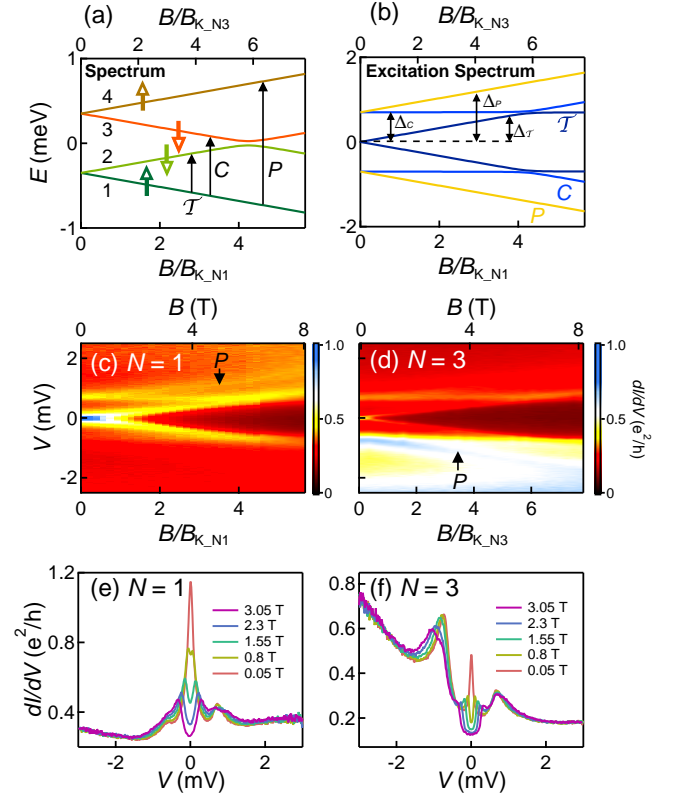 (a) B/B_K_N3
0 2 4 6 8
Spectrum
4
3
2
1
𝒯 C P
E (meV)
1
0
-1
0 2 4
B/B_K_N1
(b) B/B_K_N3
0 2 4 6 8
Excitation Spectrum
Δ_P
Δ_C
Δ_𝒯
𝒯
C
P
2
0
-2
0 2 4
B/B_K_N1
B (T)
0 4 8
(c) N = 1
P
V (mV)
2
0
-2
0 2 4
B/B_K_N1
1.0
0.5
0
B (T)
0 4 8
(d) N = 3
P
0 2 4 6 8
B/B_K_N3
1.0
0.5
0
dI/dV (e²/h)
(e) N = 1
3.05 T
2.3 T
1.55 T
0.8 T
0.05 T
dI/dV (e²/h)
1.2
0.8
0.4
-2 0 2
V (mV)
(f) N = 3
3.05 T
2.3 T
1.55 T
0.8 T
0.05 T
0.8
0.6
0.4
0.2
-2 0 2
V (mV)